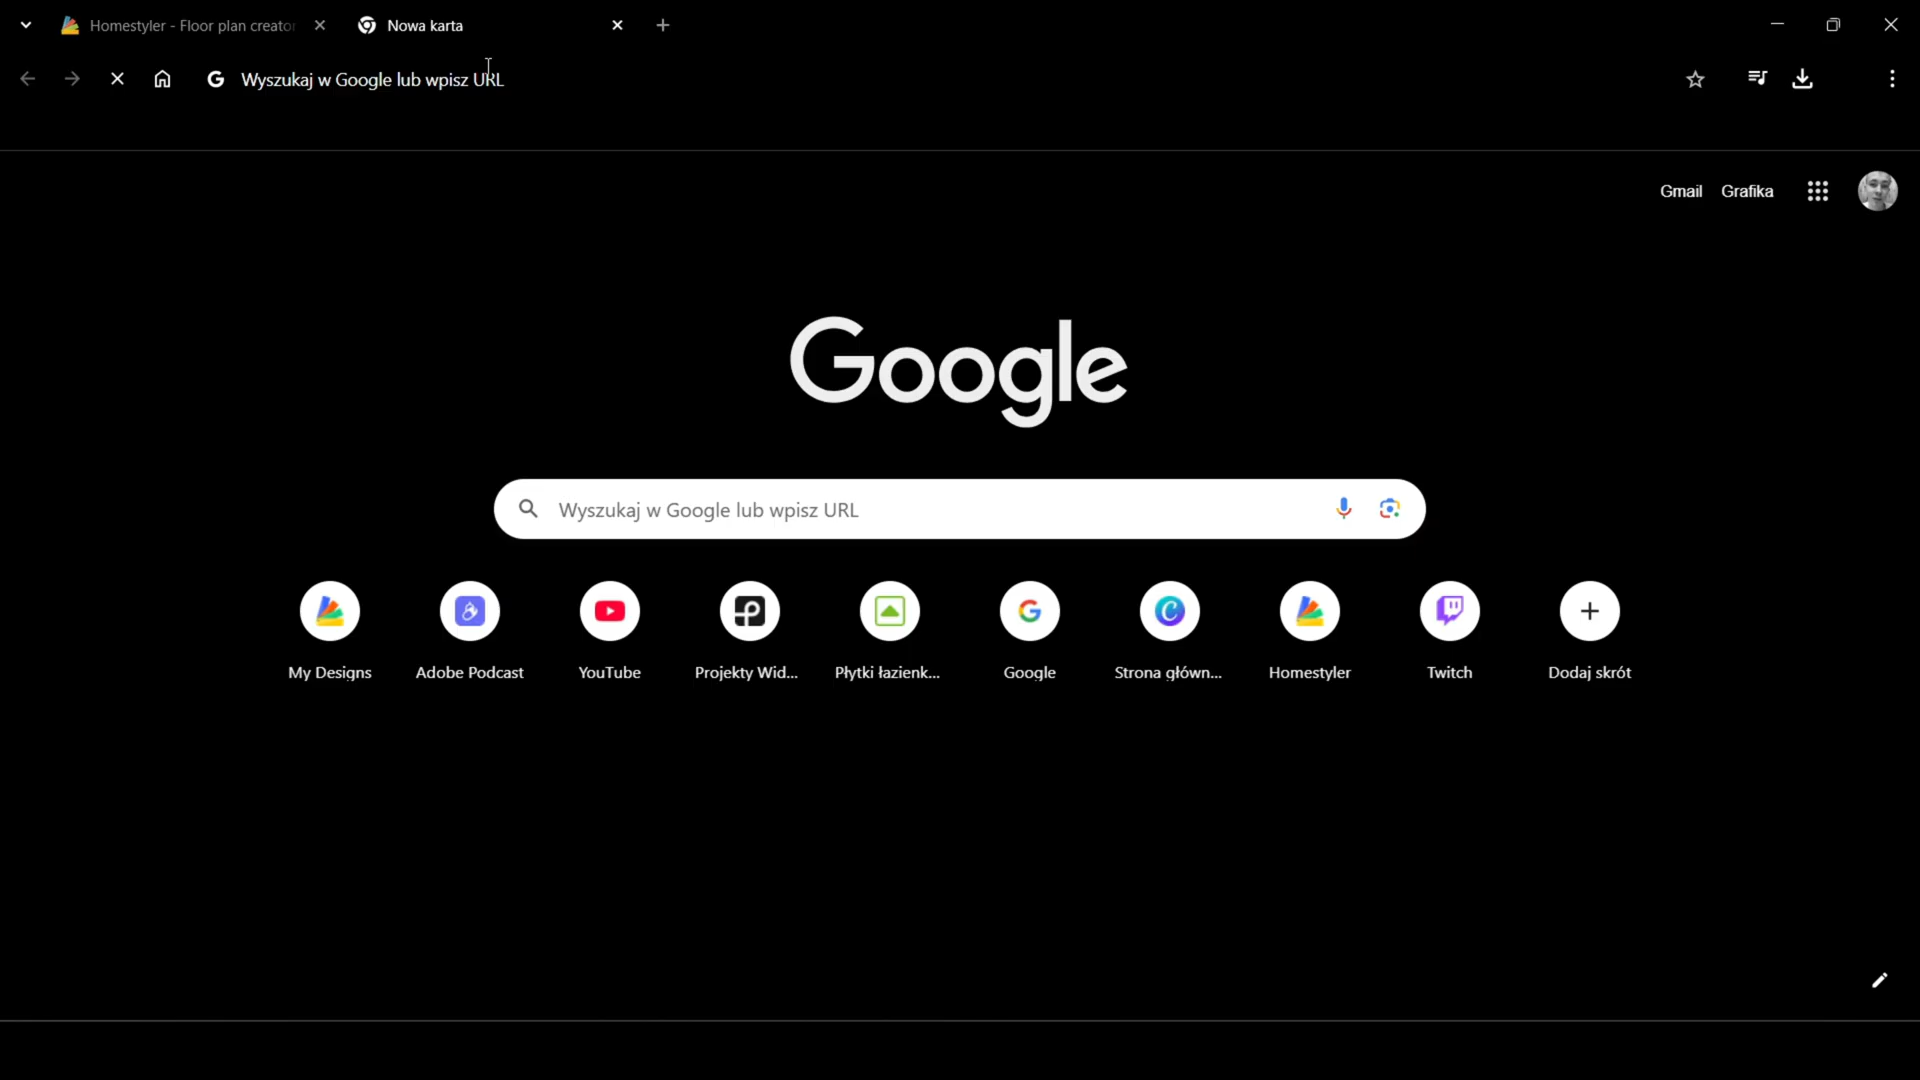 Homestyler - Floor plan creator
Nowa karta
Wyszukaj w Google lub wpisz URL
Gmail Grafika
Google
Wyszukaj w Google lub wpisz URL
My Designs
Adobe Podcast
YouTube
Projekty Wid...
Płytki łazienk...
Google
Strona główn...
Homestyler
Twitch
Dodaj skrót